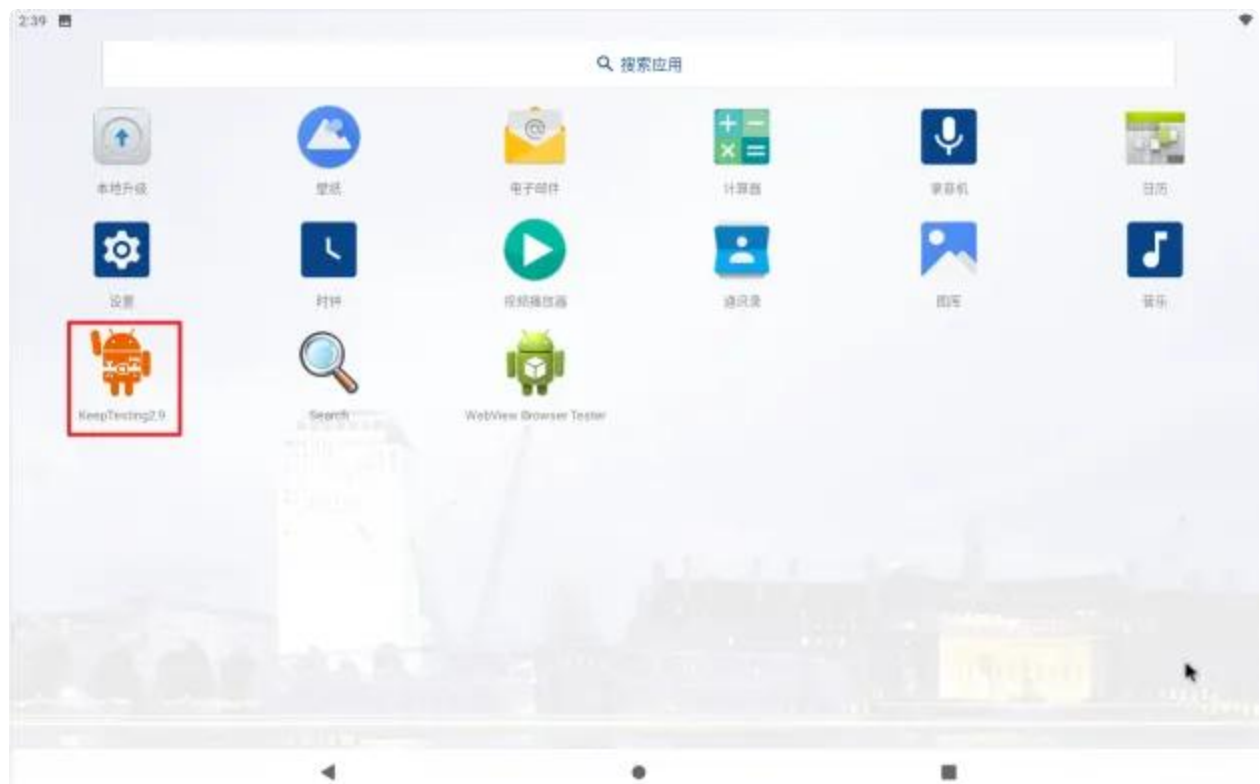 2:39
搜索应用
本地升级
壁纸
电子邮件
计算器
录音机
日历
设置
时钟
视频播放器
通讯录
图库
音乐
KeepTesting2.9
Search
WebView Browser Tester